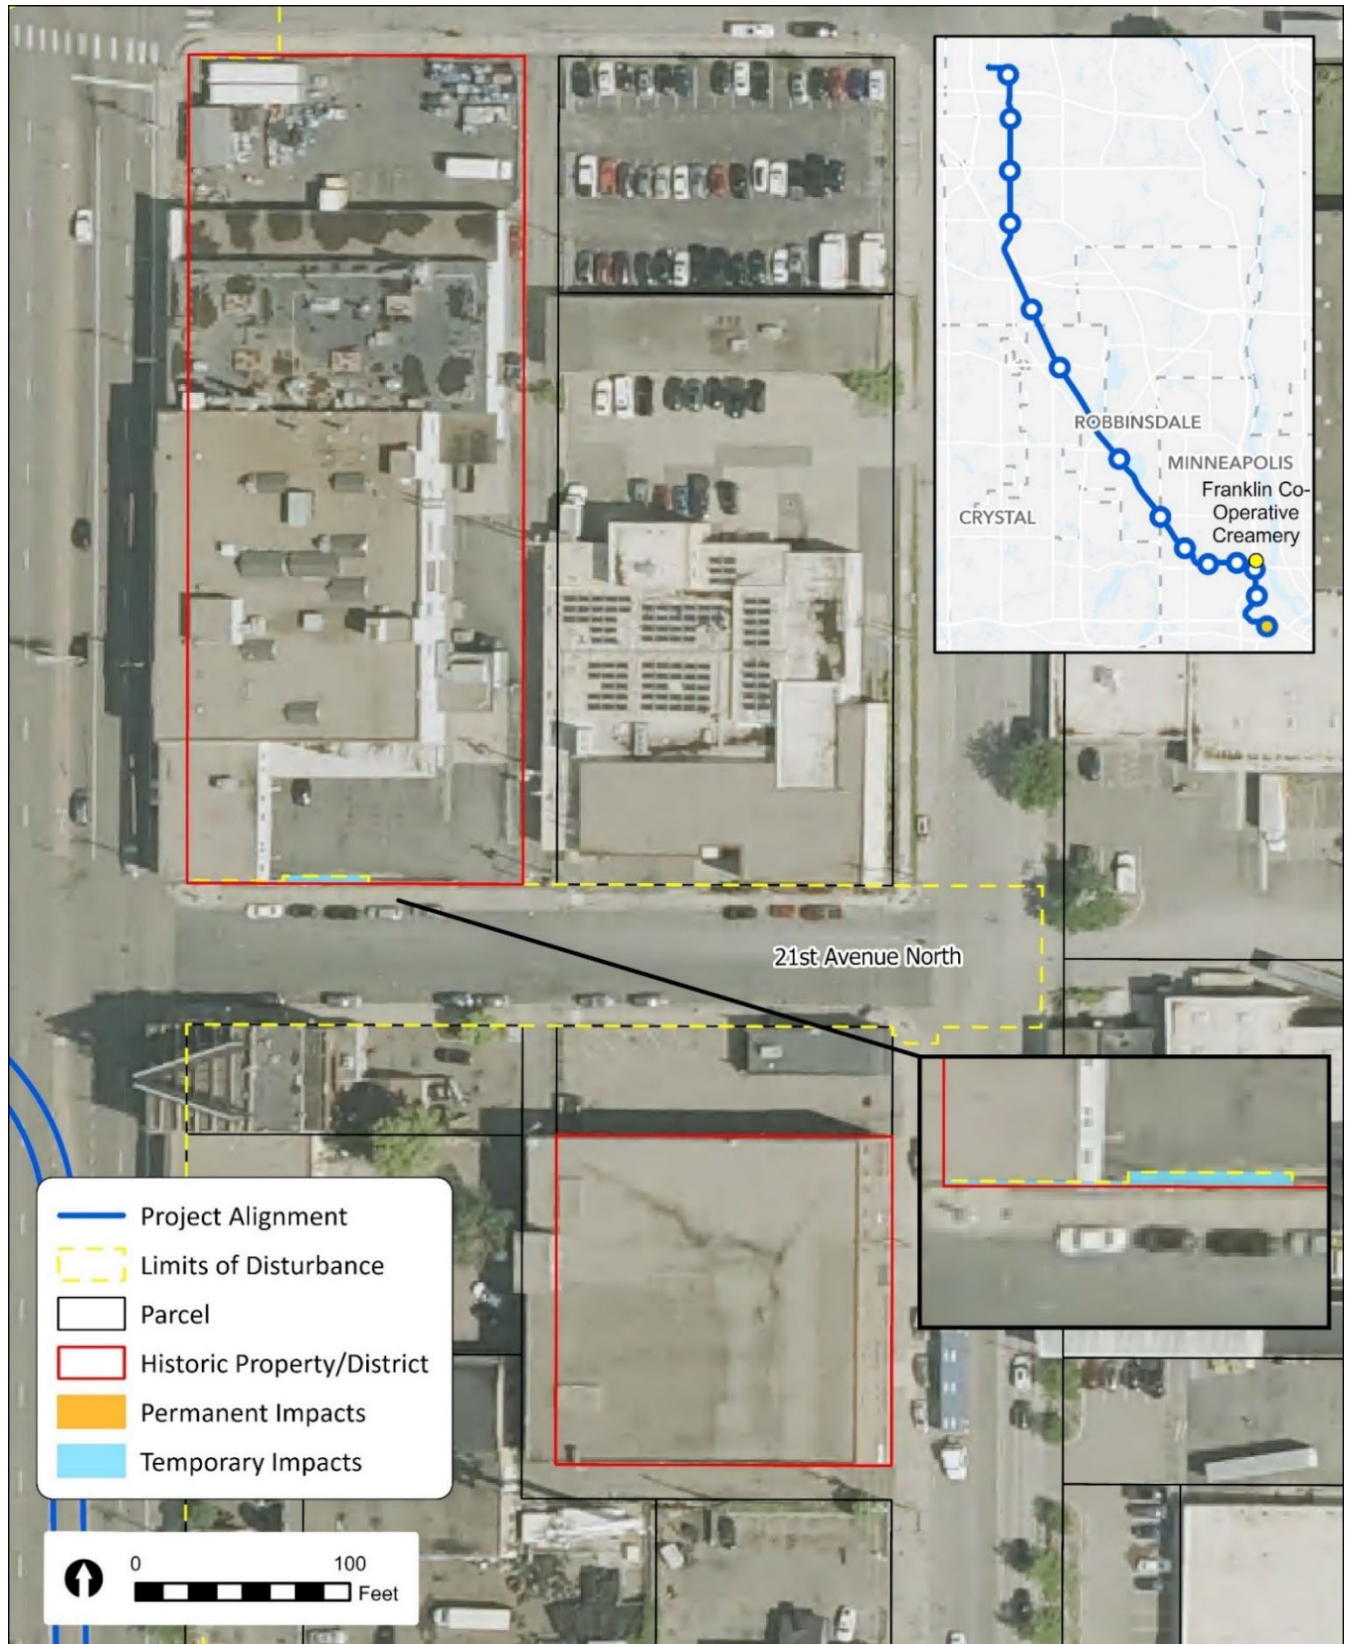 ROBBINSDALE
MINNEAPOLIS
Franklin Co-
Operative
Creamery
CRYSTAL
21st Avenue North
Project Alignment
Limits of Disturbance
Parcel
Historic Property/District
Permanent Impacts
Temporary Impacts
0 100
Feet